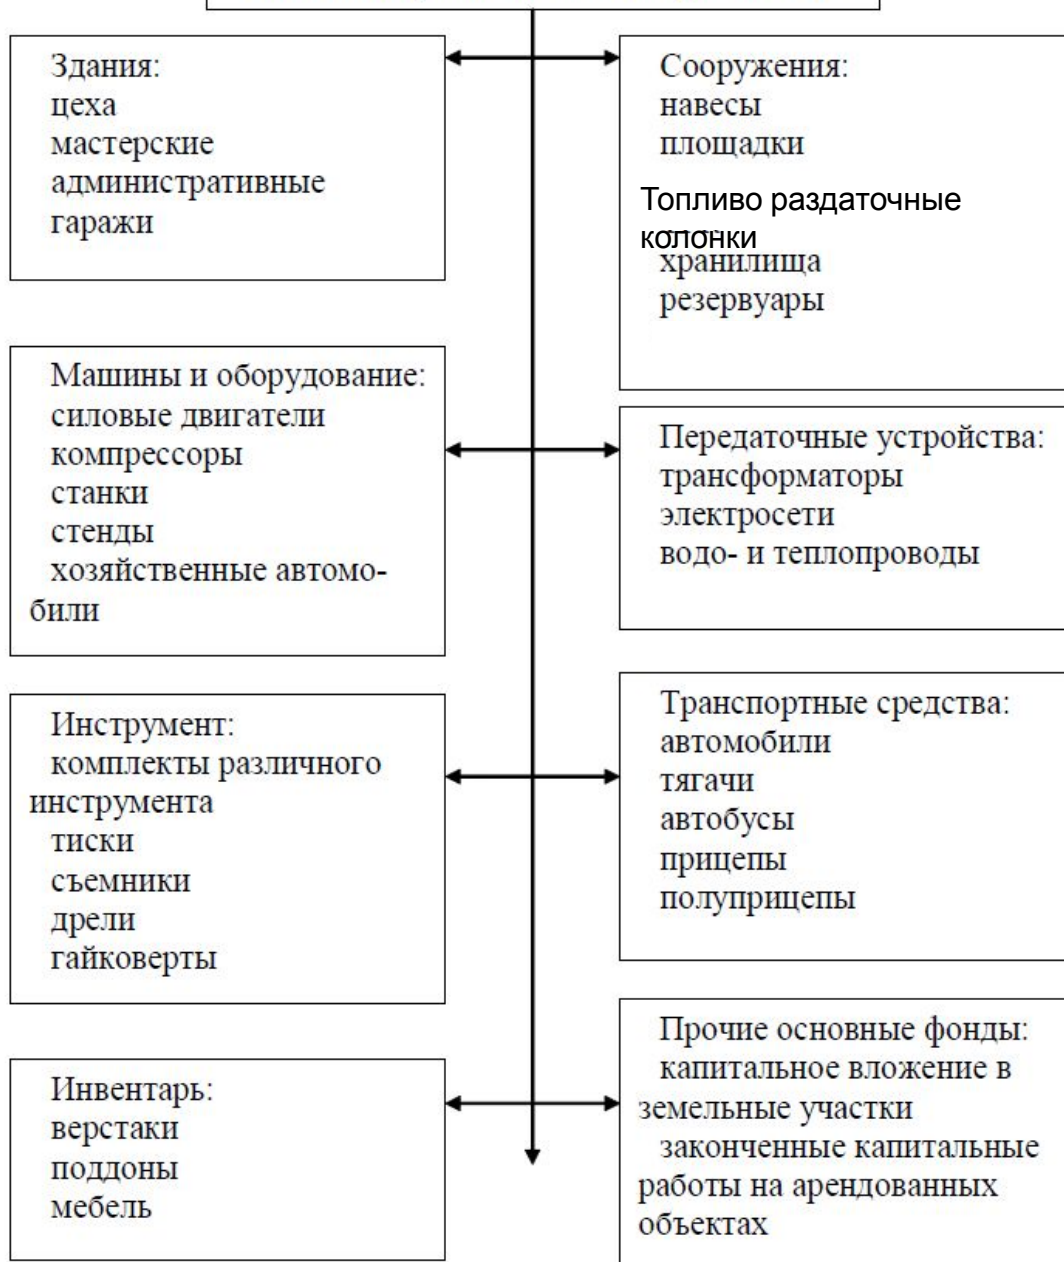 Здания:
цеха
мастерские
административные
гаражи
Сооружения:
навесы
площадки
Топливо раздаточные
колонки
хранилища
резервуары
Машины и оборудование:
силовые двигатели
компрессоры
станки
стенды
хозяйственные автомо-
били
Передаточные устройства:
трансформаторы
электросети
водо- и теплопроводы
Инструмент:
комплекты различного
инструмента
тиски
съемники
дрели
гайковерты
Транспортные средства:
автомобили
тягачи
автобусы
прицепы
полуприцепы
Инвентарь:
верстаки
поддоны
мебель
Прочие основные фонды:
капитальное вложение в
земельные участки
законченные капитальные
работы на арендованных
объектах